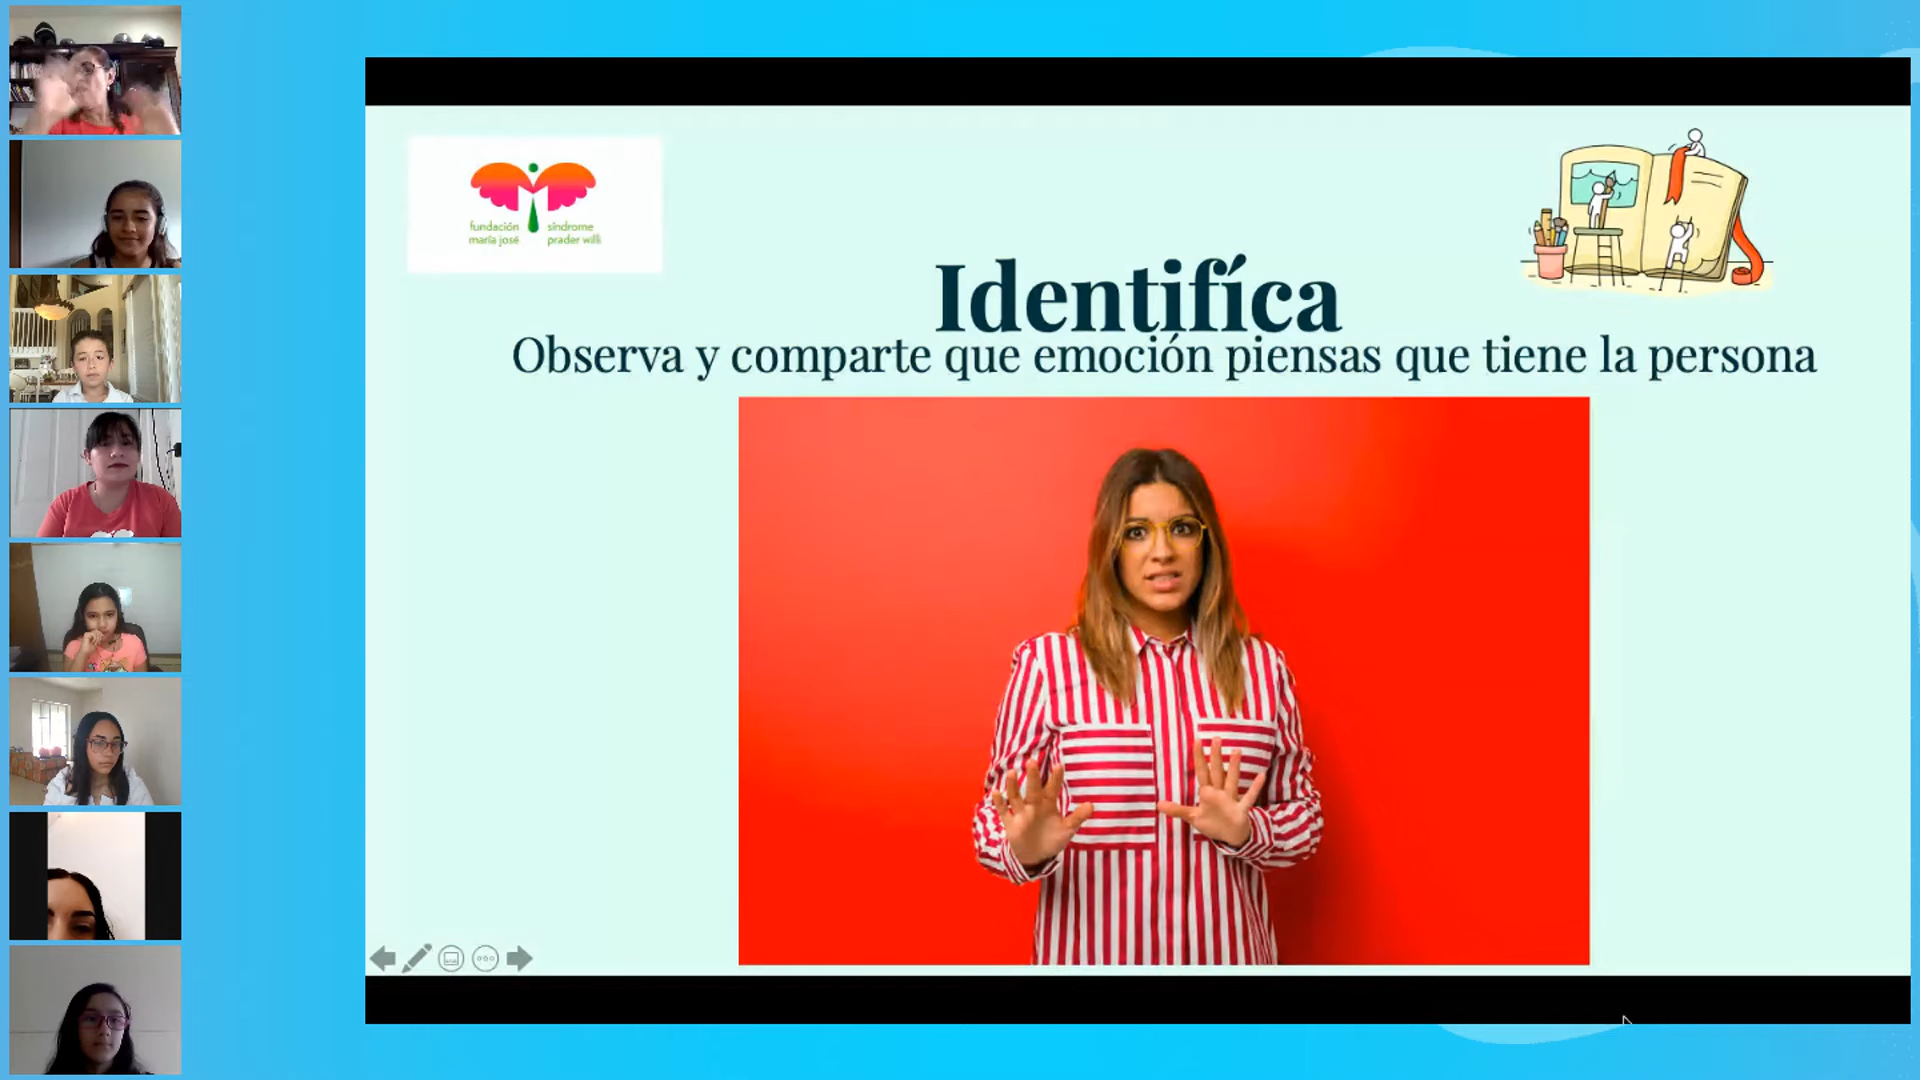 fundación síndrome
maría josé prader willi
Identifíca
Observa y comparte que emoción piensas que tiene la persona